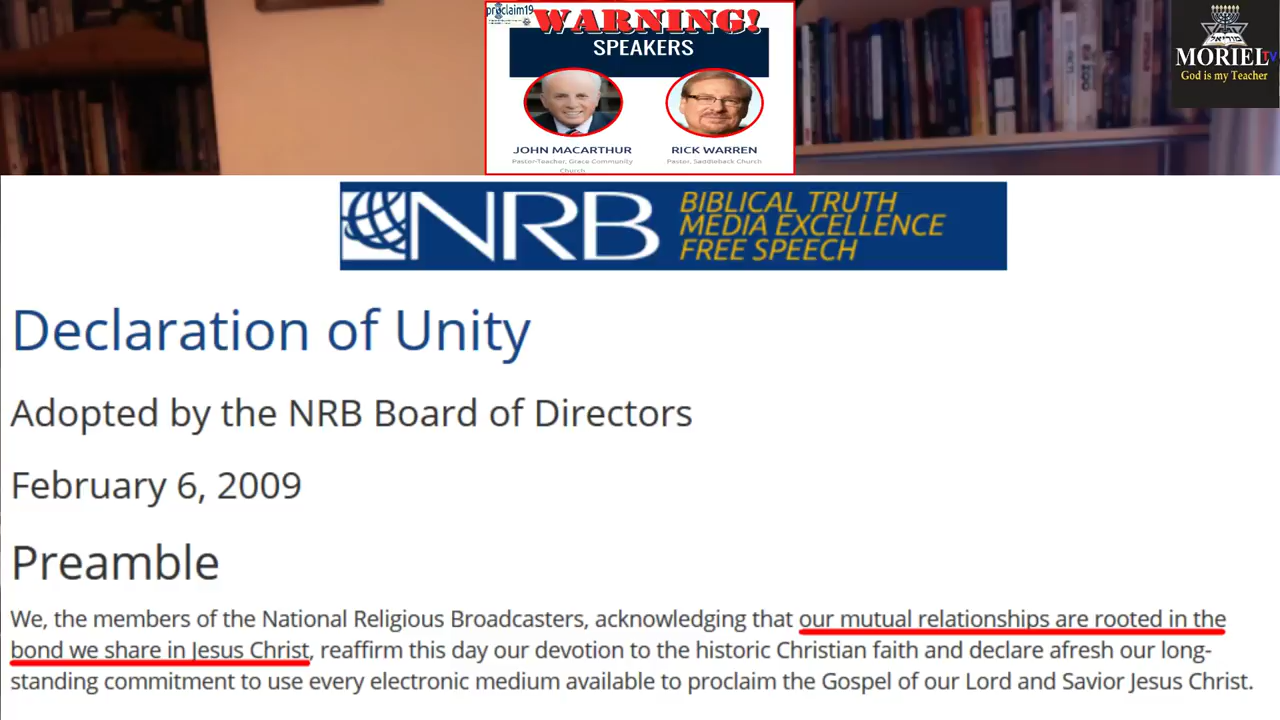 proclaim19
WARNING!
SPEAKERS
JOHN MACARTHUR
Pastor-Teacher, Grace Community
Church
RICK WARREN
Pastor, Saddleback Church
מוריאל
MORIELTV
God is my Teacher
NRB
BIBLICAL TRUTH
MEDIA EXCELLENCE
FREE SPEECH
Declaration of Unity
Adopted by the NRB Board of Directors
February 6, 2009
Preamble
We, the members of the National Religious Broadcasters, acknowledging that our mutual relationships are rooted in the
bond we share in Jesus Christ, reaffirm this day our devotion to the historic Christian faith and declare afresh our long-
standing commitment to use every electronic medium available to proclaim the Gospel of our Lord and Savior Jesus Christ.